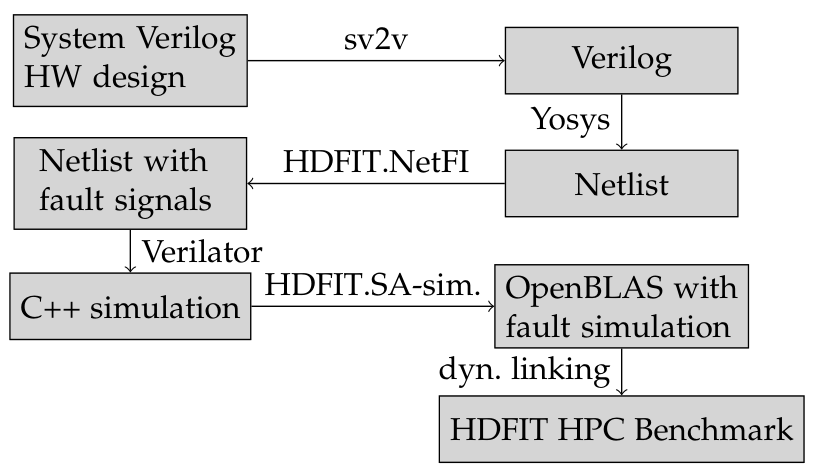 System Verilog
HW design
sv2v
Verilog
Yosys
Netlist with
fault signals
HDFIT.NetFI
Netlist
Verilator
C++ simulation
HDFIT.SA-sim.
OpenBLAS with
fault simulation
dyn. linking
HDFIT HPC Benchmark